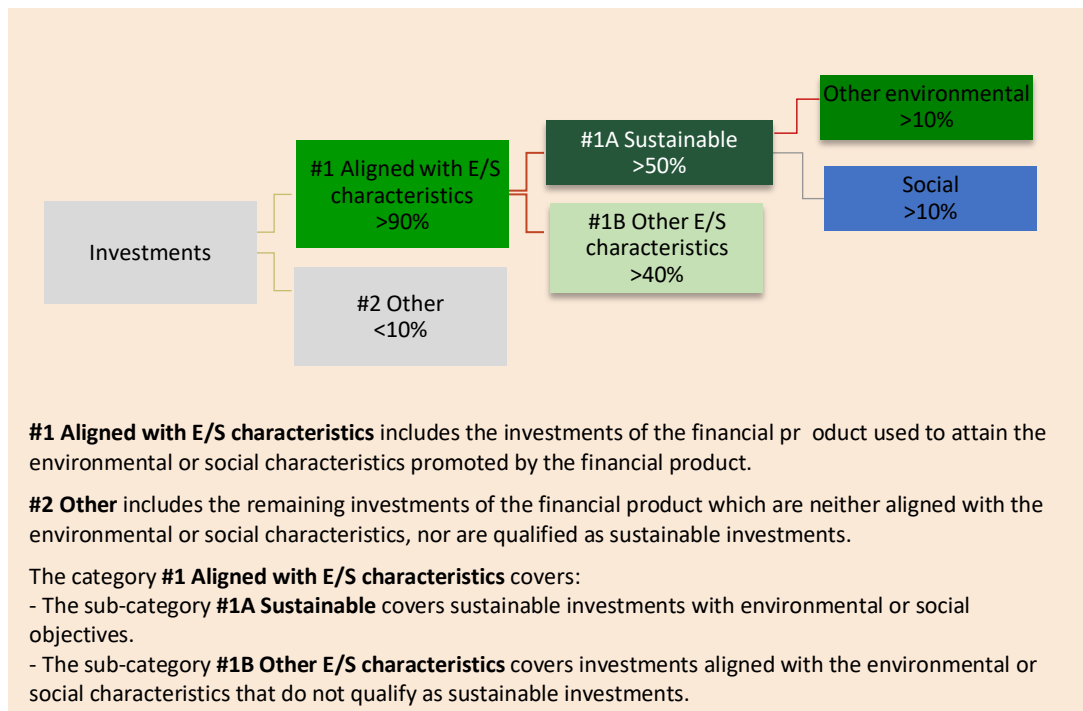 Investments
#1 Aligned with E/S
characteristics
>90%
#2 Other
<10%
#1A Sustainable
>50%
#1B Other E/S
characteristics
>40%
Other environmental
>10%
Social
>10%
#1 Aligned with E/S characteristics includes the investments of the financial pr oduct used to attain the
environmental or social characteristics promoted by the financial product.
#2 Other includes the remaining investments of the financial product which are neither aligned with the
environmental or social characteristics, nor are qualified as sustainable investments.
The category #1 Aligned with E/S characteristics covers:
- The sub-category #1A Sustainable covers sustainable investments with environmental or social
objectives.
- The sub-category #1B Other E/S characteristics covers investments aligned with the environmental or
social characteristics that do not qualify as sustainable investments.